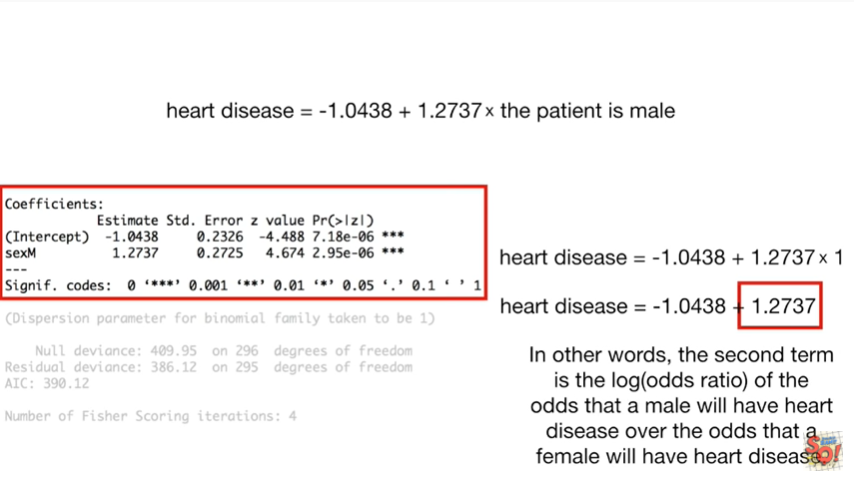 heart disease = -1.0438 + 1.2737 x the patient is male
Coefficients:
Estimate Std. Error z value Pr(>|z|)
(Intercept) -1.0438 0.2326 -4.488 7.18e-06 ***
sexM 1.2737 0.2725 4.674 2.95e-06 ***
---
Signif. codes: 0 ‘***’ 0.001 ‘**’ 0.01 ‘*’ 0.05 ‘.’ 0.1 ‘ ’ 1
(Dispersion parameter for binomial family taken to be 1)
Null deviance: 409.95 on 296 degrees of freedom
Residual deviance: 386.12 on 295 degrees of freedom
AIC: 390.12
Number of Fisher Scoring iterations: 4
heart disease = -1.0438 + 1.2737 x 1
heart disease = -1.0438 + 1.2737
In other words, the second term
is the log(odds ratio) of the
odds that a male will have heart
disease over the odds that a
female will have heart disease.